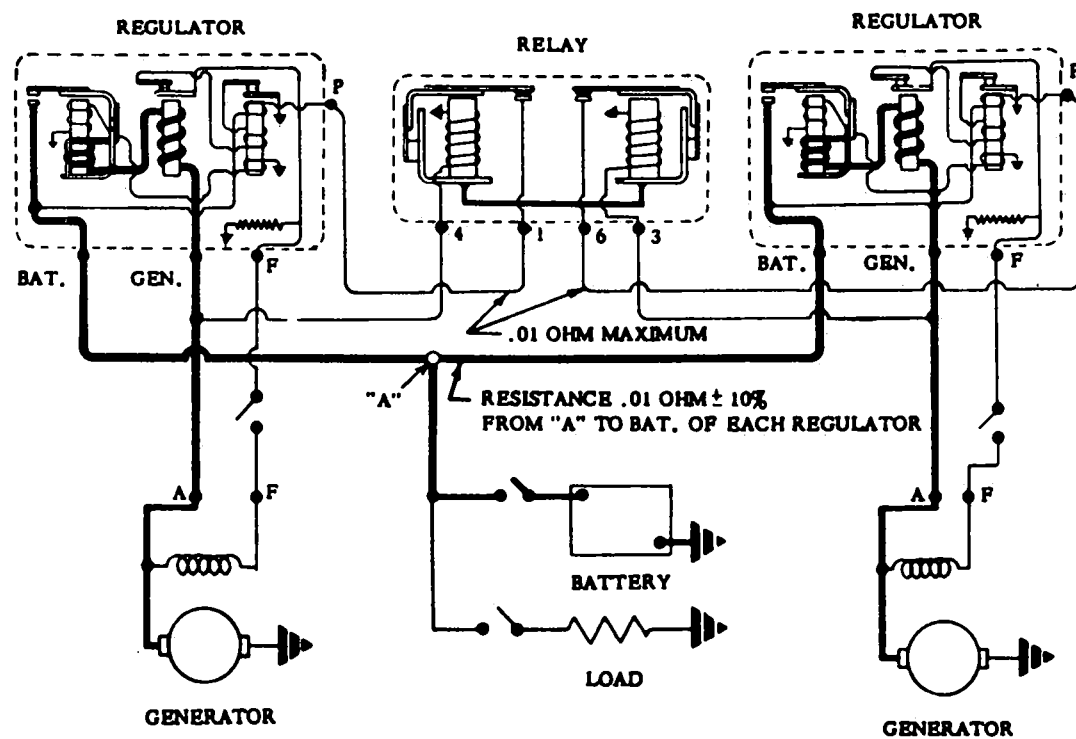 REGULATOR
RELAY
REGULATOR
P
P
4
1
6
3
BAT.
GEN.
F
BAT.
GEN.
F
.01 OHM MAXIMUM
"A"
RESISTANCE .01 OHM ± 10%
FROM "A" TO BAT. OF EACH REGULATOR
A
F
A
F
BATTERY
LOAD
GENERATOR
GENERATOR